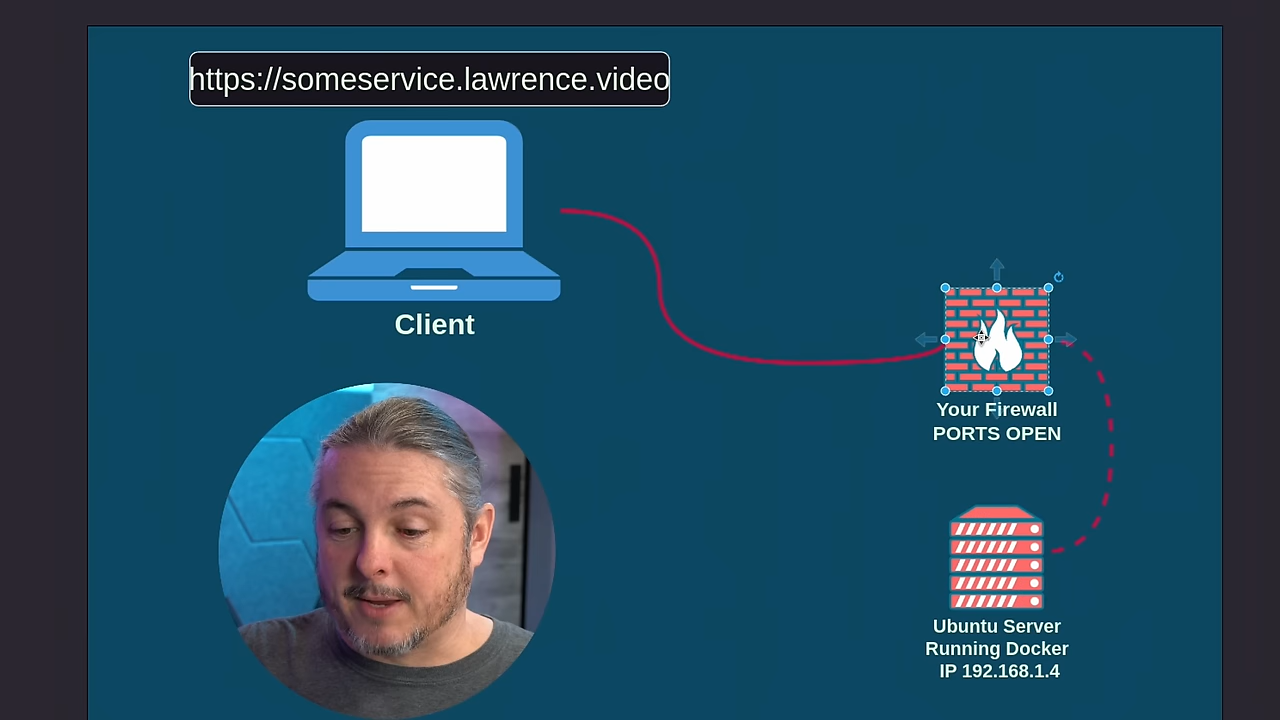 https://someservice.lawrence.video
Client
Your Firewall
PORTS OPEN
Ubuntu Server
Running Docker
IP 192.168.1.4